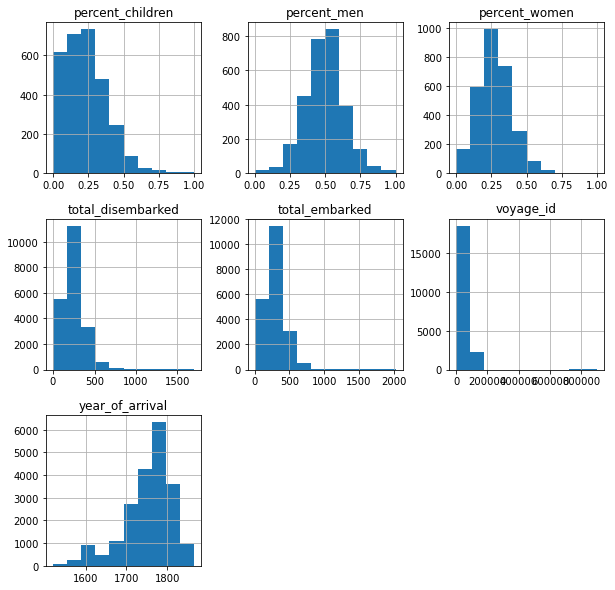 percent_children
percent_men
percent_women
600
400
200
0
0.00 0.25 0.50 0.75 1.00
800
600
400
200
0
0.00 0.25 0.50 0.75 1.00
1000
800
600
400
200
0
0.00 0.25 0.50 0.75 1.00
total_disembarked
total_embarked
voyage_id
10000
8000
6000
4000
2000
0
0 500 1000 1500
12000
10000
8000
6000
4000
2000
0
0 500 1000 1500 2000
15000
10000
5000
0
0 200000 400000 600000 800000
year_of_arrival
6000
5000
4000
3000
2000
1000
0
1600 1700 1800